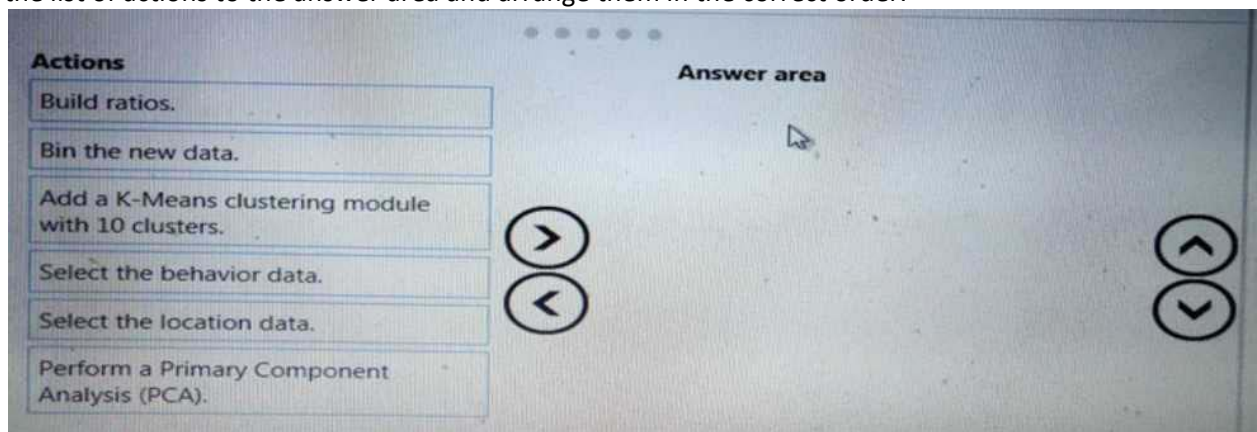 the list of actions to the answer area and arrange them in the correct order.
Actions
Answer area
Build ratios.
Bin the new data.
Add a K-Means clustering module
with 10 clusters.
Select the behavior data.
Select the location data.
Perform a Primary Component
Analysis (PCA).